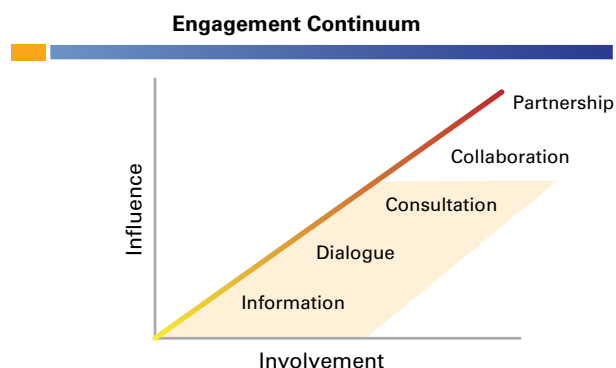 Engagement Continuum
Partnership
Collaboration
Consultation
Dialogue
Information
Influence
Involvement